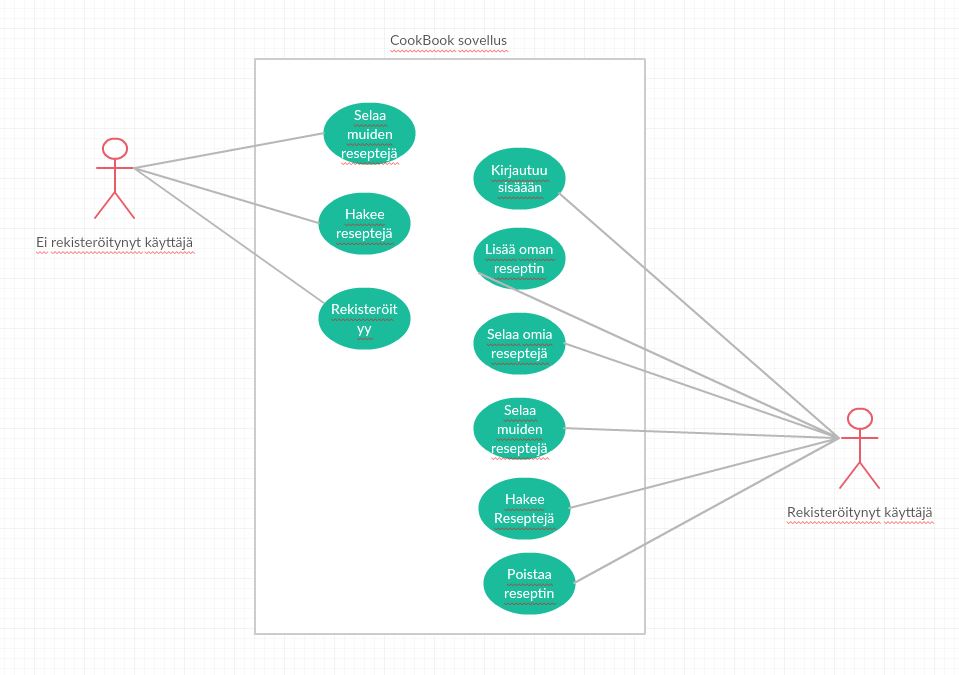 CookBook sovellus
Selaa
muiden
reseptejä
Hakee
reseptejä
Rekisteröit
yy
Ei rekisteröitynyt käyttäjä
Kirjautuu
sisäään
Lisää oman
reseptin
Selaa omia
reseptejä
Selaa
muiden
reseptejä
Hakee
Reseptejä
Poistaa
reseptin
Rekisteröitynyt käyttäjä